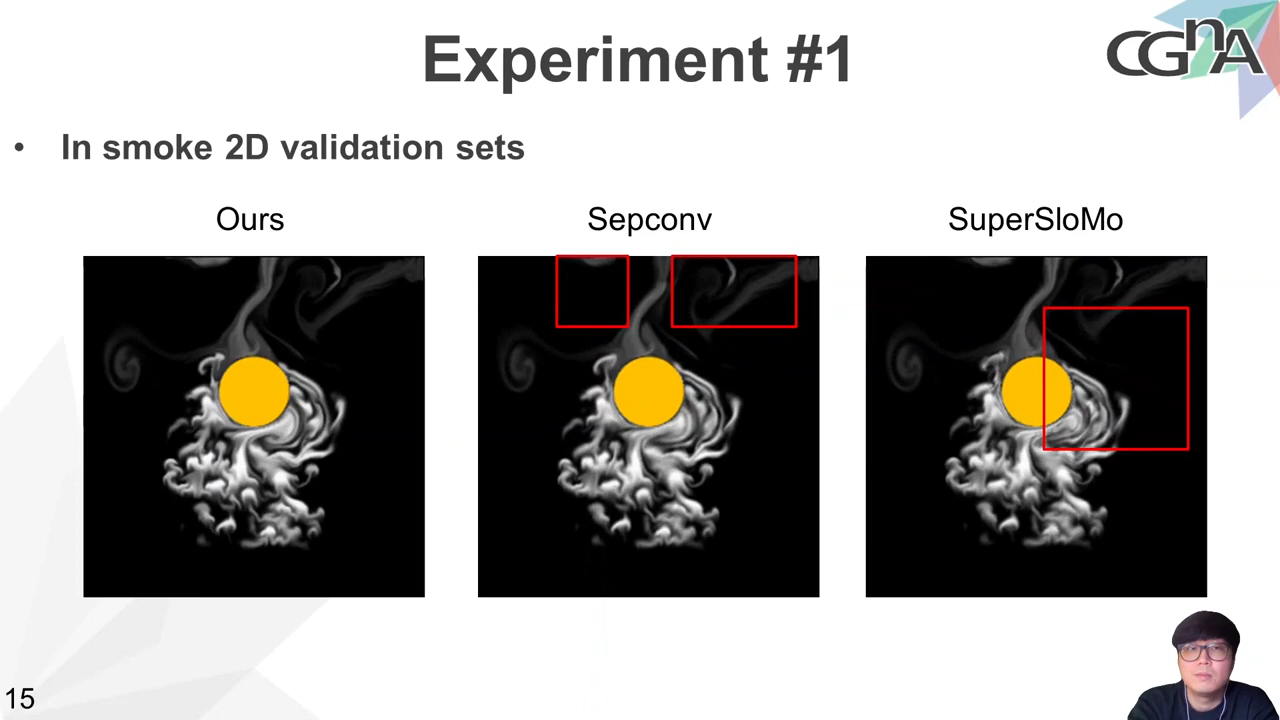 Experiment #1
CGnA
• In smoke 2D validation sets
Ours
Sepconv
SuperSloMo
15